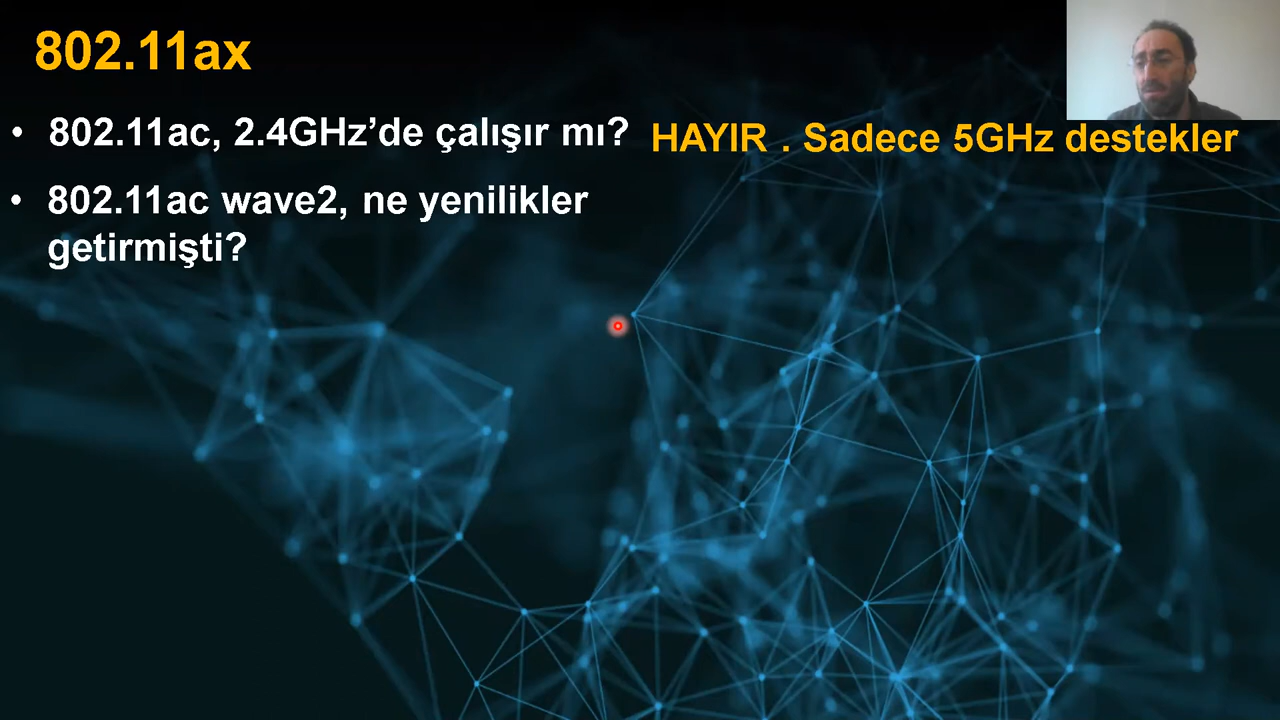 802.11ax
• 802.11ac, 2.4GHz’de çalışır mı? HAYIR . Sadece 5GHz destekler
• 802.11ac wave2, ne yenilikler
getirmişti?